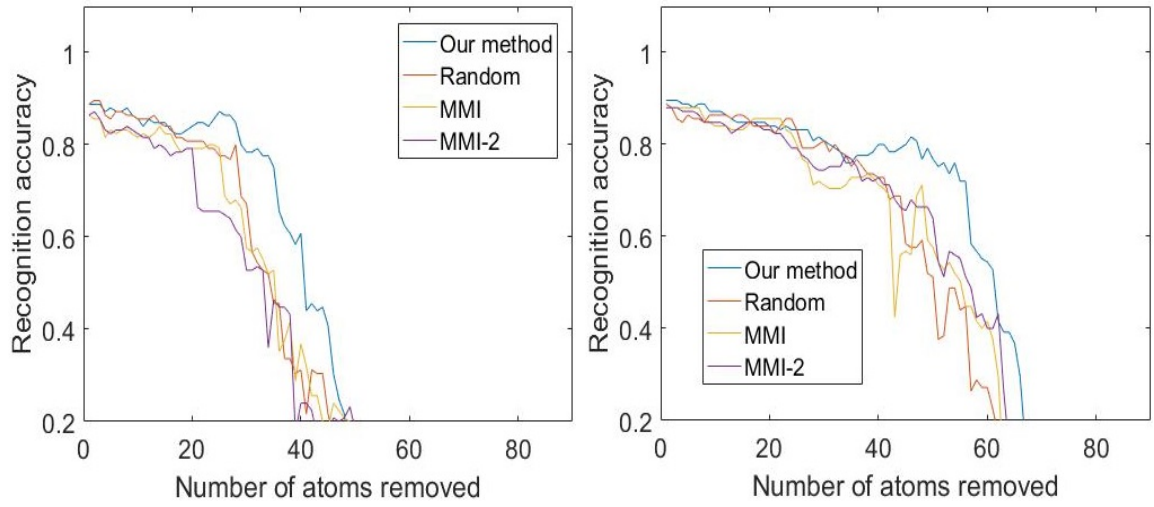 1
0.8
0.6
0.4
0.2
0
20
40
60
80
Recognition accuracy
Number of atoms removed
Our method
Random
MMI
MMI-2
1
0.8
0.6
0.4
0.2
0
20
40
60
80
Recognition accuracy
Number of atoms removed
Our method
Random
MMI
MMI-2